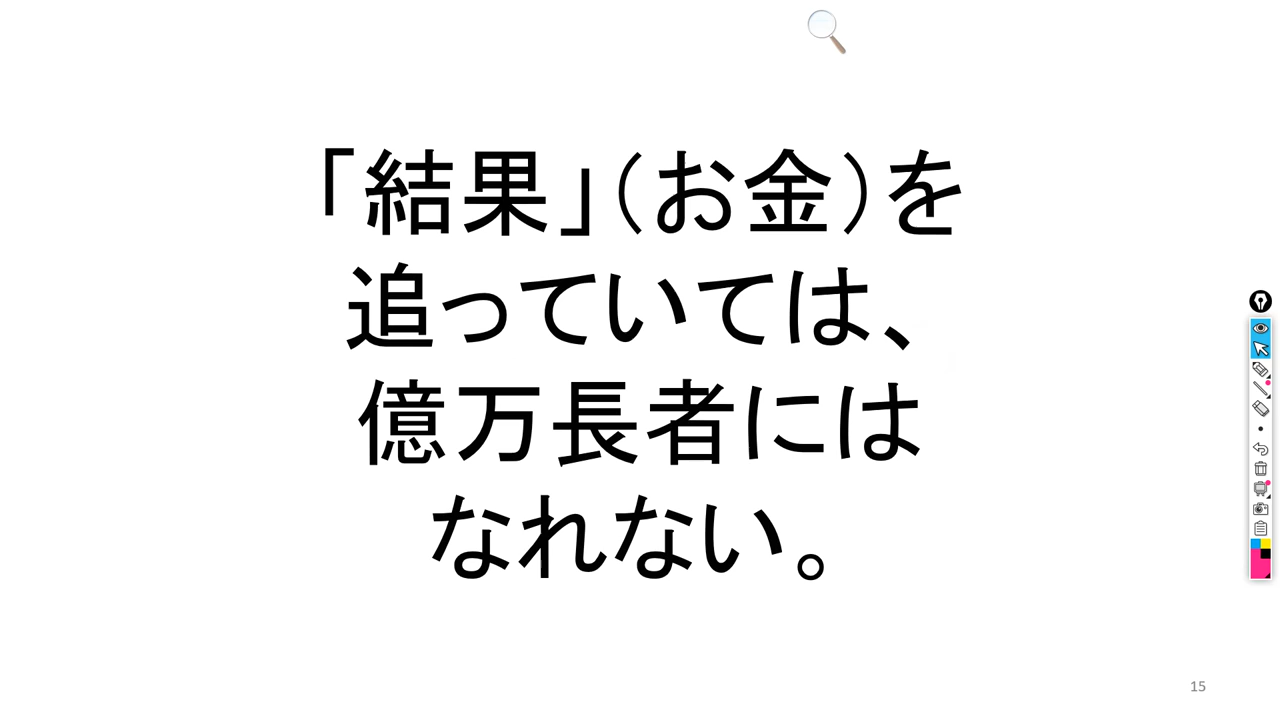 「結果」（お金）を
追っていては、
億万長者には
なれない。
15